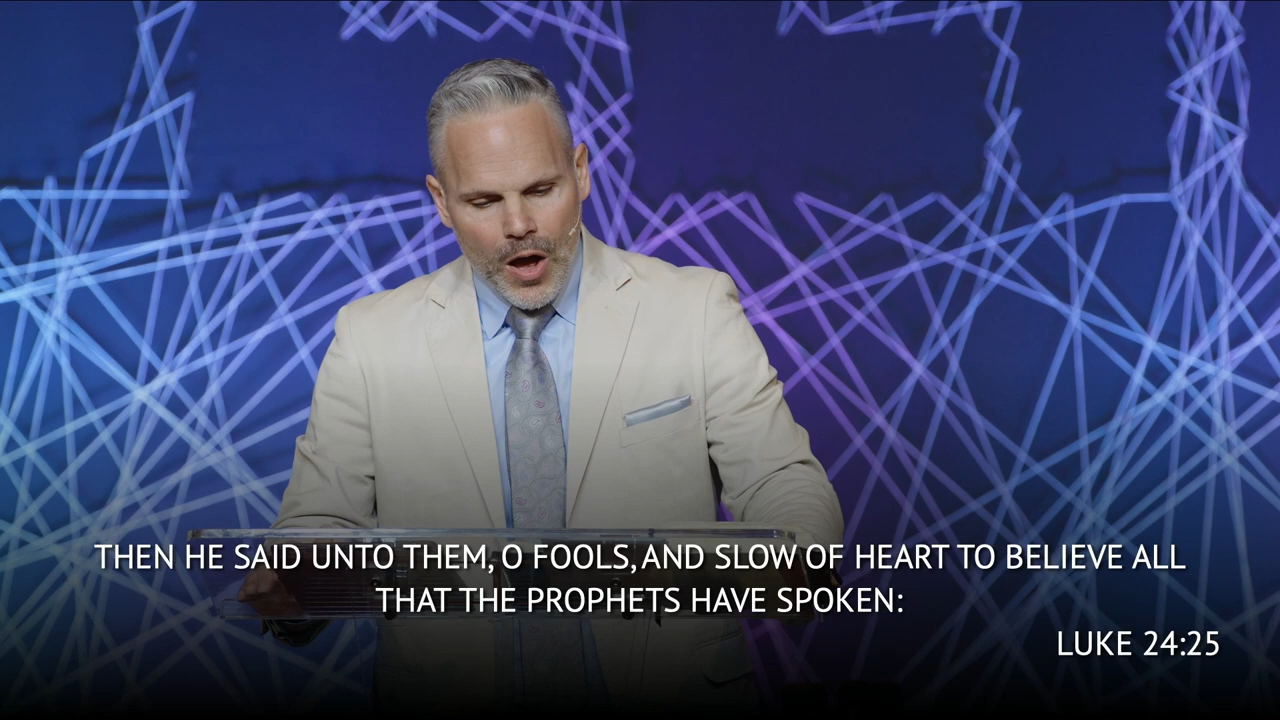 THEN HE SAID UNTO THEM, O FOOLS, AND SLOW OF HEART TO BELIEVE ALL
THAT THE PROPHETS HAVE SPOKEN:
LUKE 24:25